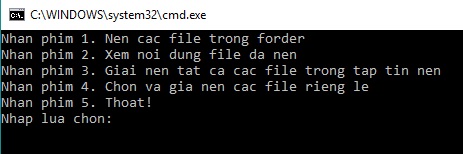 C:\WINDOWS\system32\cmd.exe
Nhan phim 1. Nen cac file trong forder
Nhan phim 2. Xem noi dung file da nen
Nhan phim 3. Giai nen tat ca cac file trong tap tin nen
Nhan phim 4. Chon va gia nen cac file rieng le
Nhan phim 5. Thoat!
Nhap lua chon: